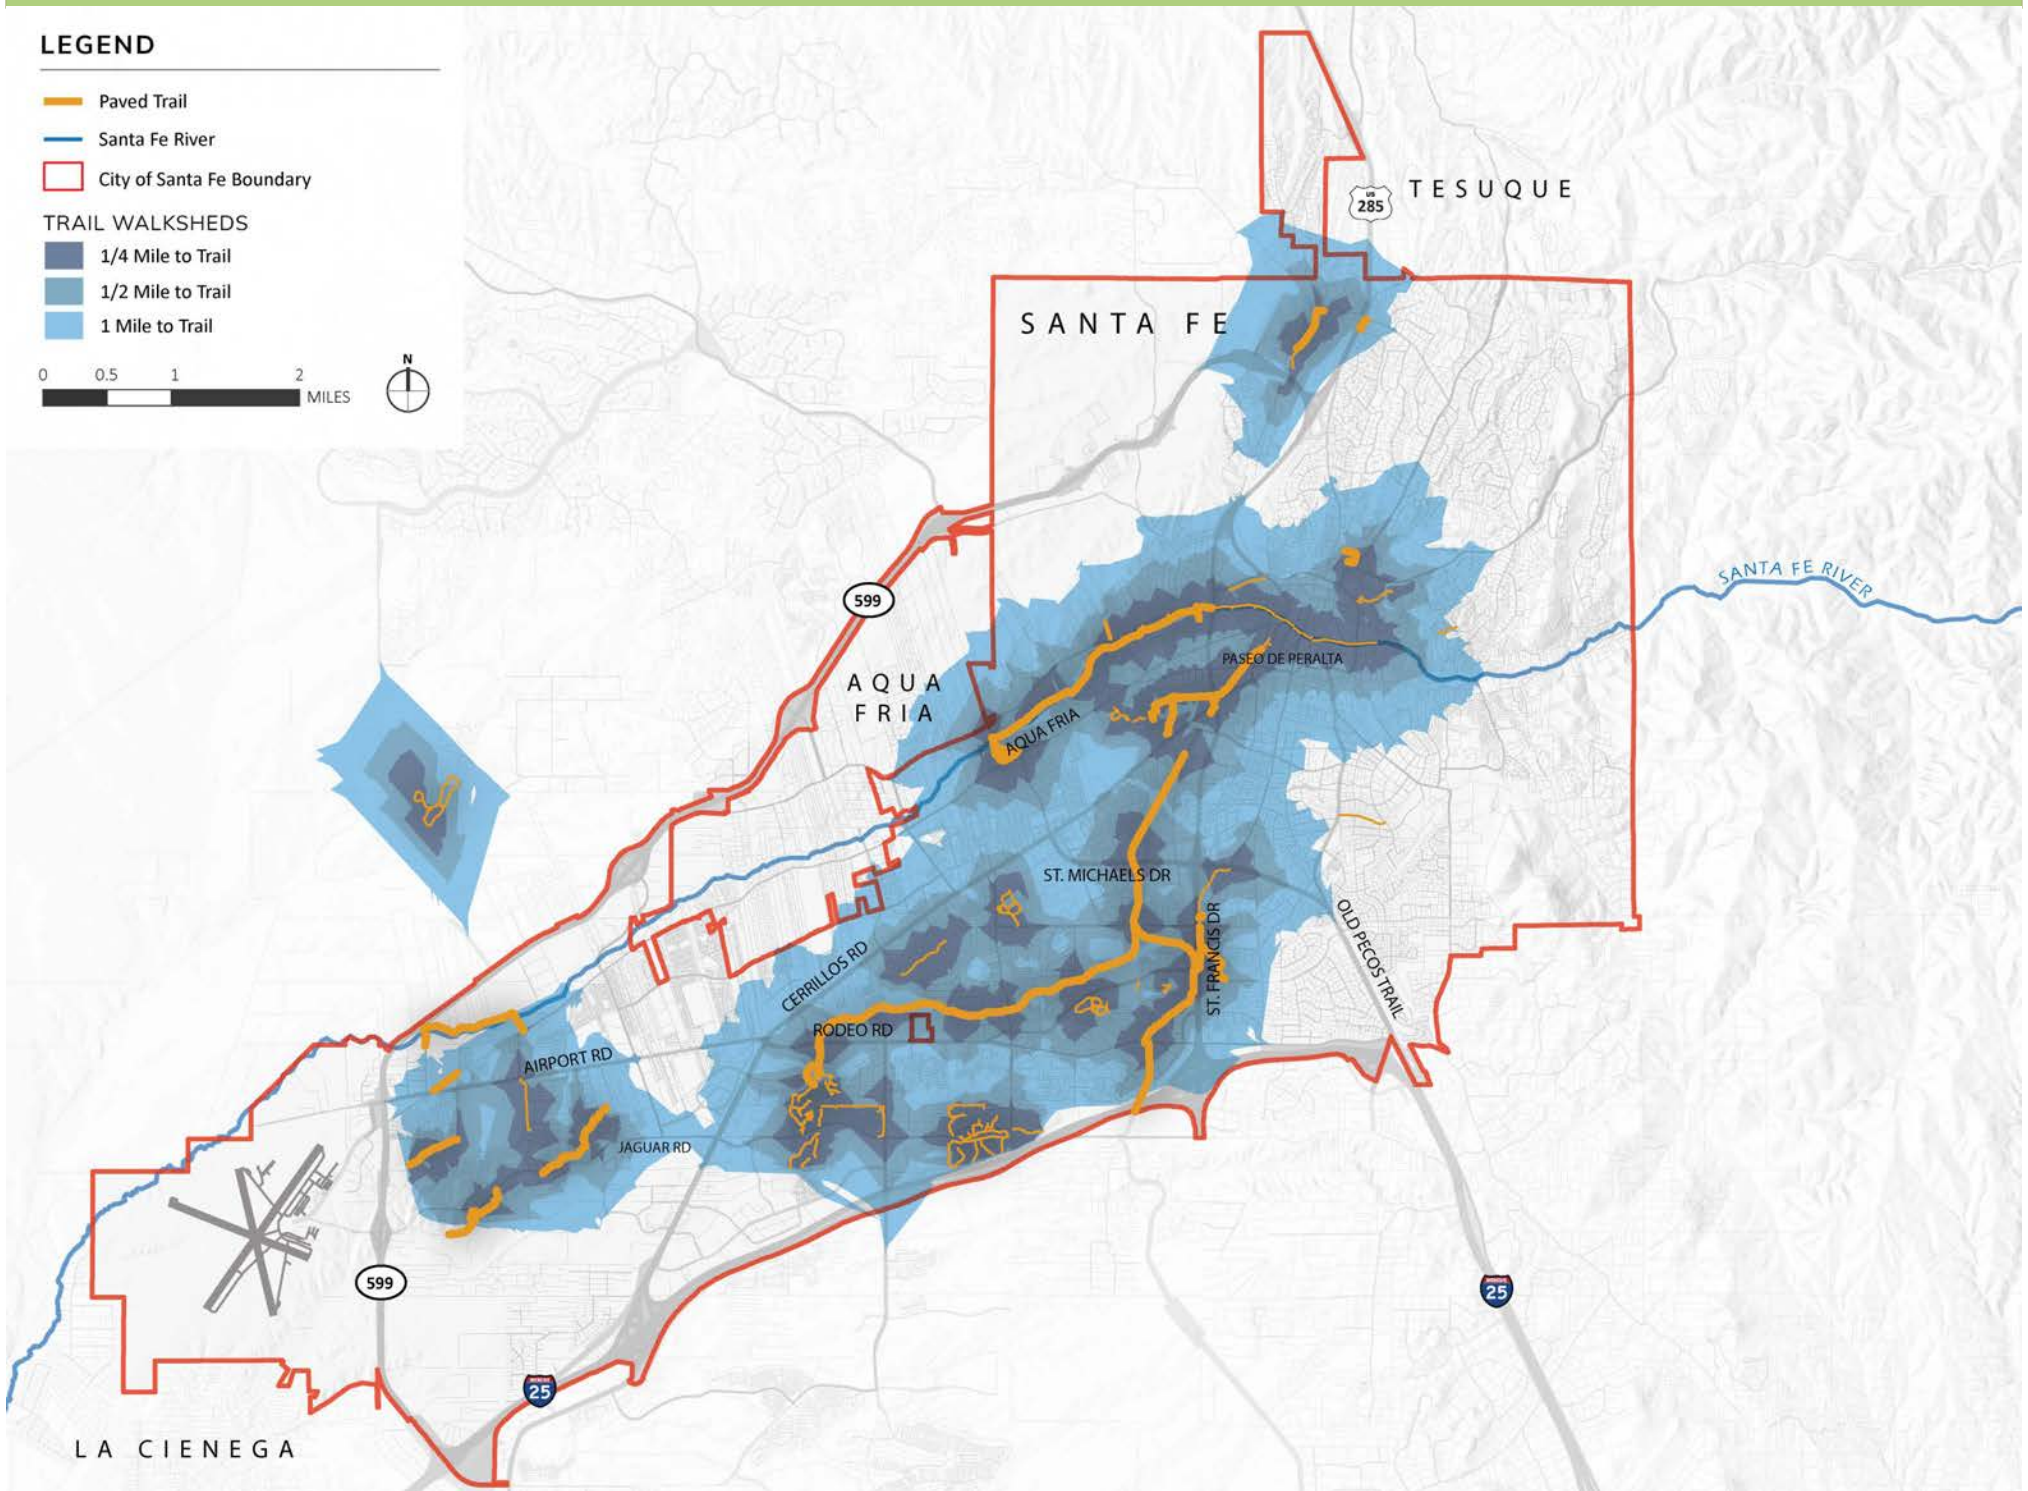 LEGEND
Paved Trail
Santa Fe River
City of Santa Fe Boundary
TRAIL WALKSHEDS
1/4 Mile to Trail
1/2 Mile to Trail
1 Mile to Trail
0 0.5 1 2
MILES
N
US
285
TESUQUE
SANTA FE
SANTA FE RIVER
599
AQUA
FRIA
PASEO DE PERALTA
AQUA FRIA
ST. MICHAELS DR
ST. FRANCIS DR
OLD PECOS TRAIL
CERRILLOS RD
RODEO RD
AIRPORT RD
JAGUAR RD
599
25
25
LA CIENEGA